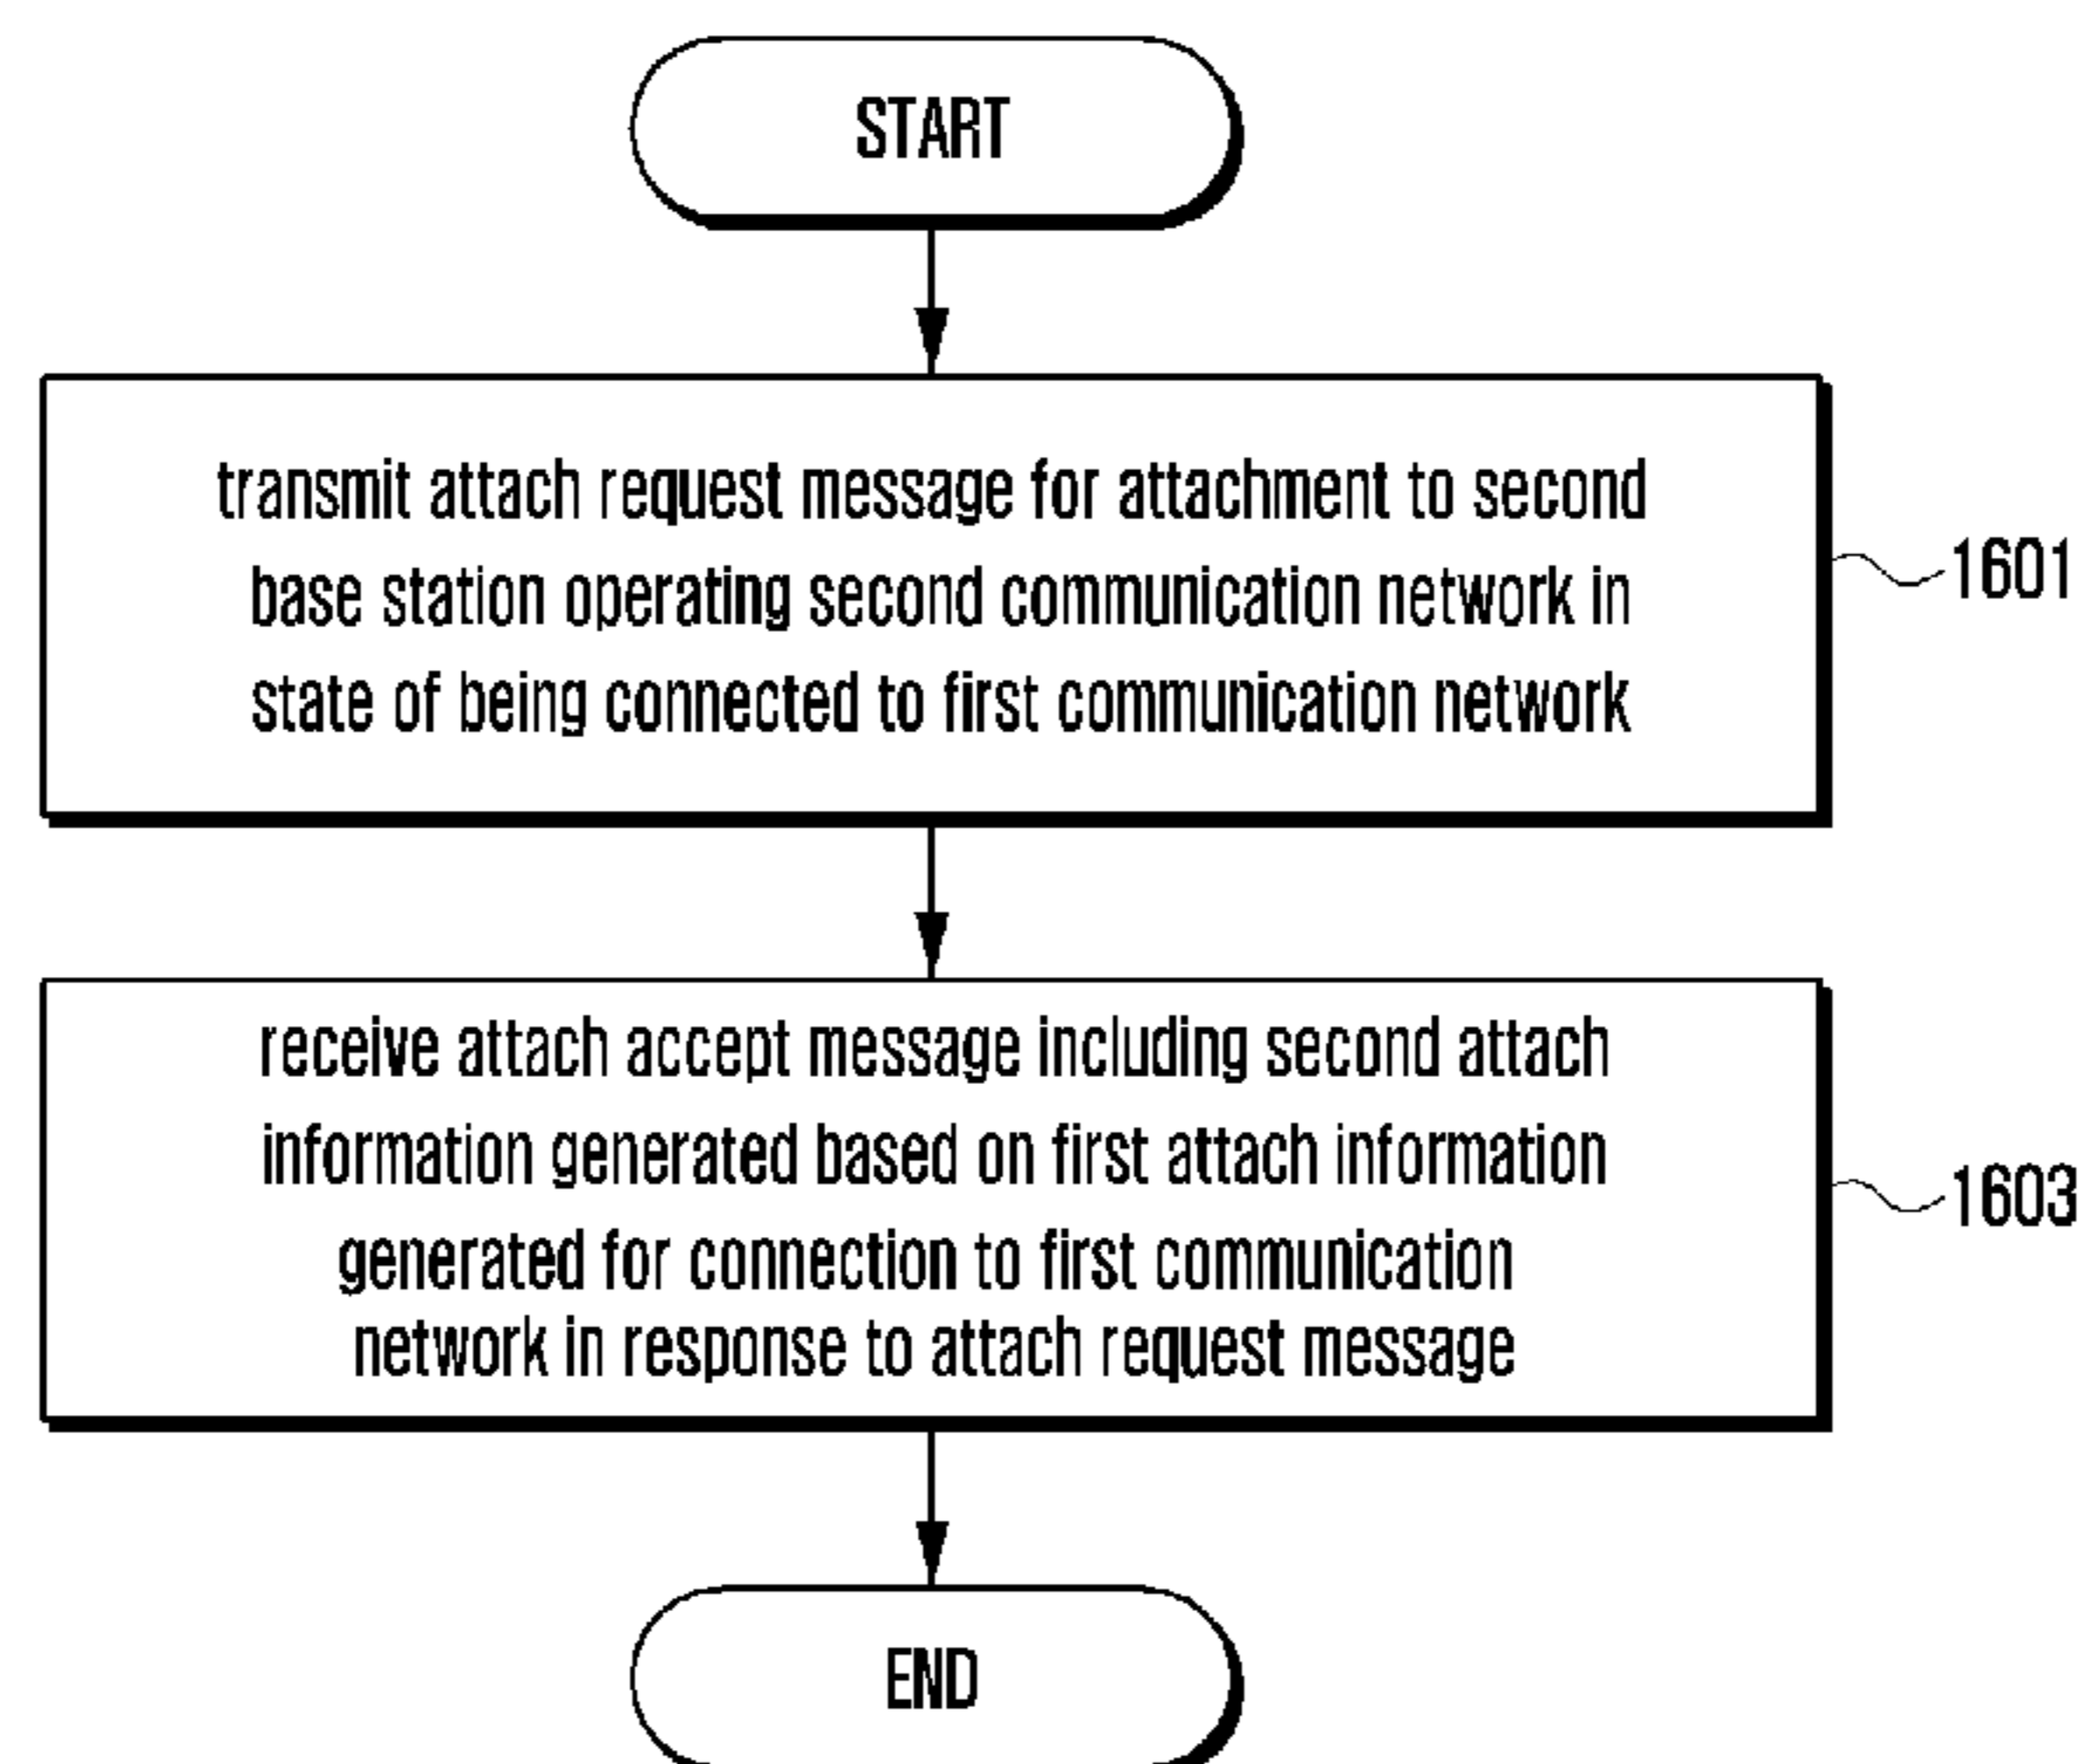 START
transmit attach request message for attachment to second
base station operating second communication network in
state of being connected to first communication network
1601
receive attach accept message including second attach
information generated based on first attach information
generated for connection to first communication
network in response to attach request message
1603
END